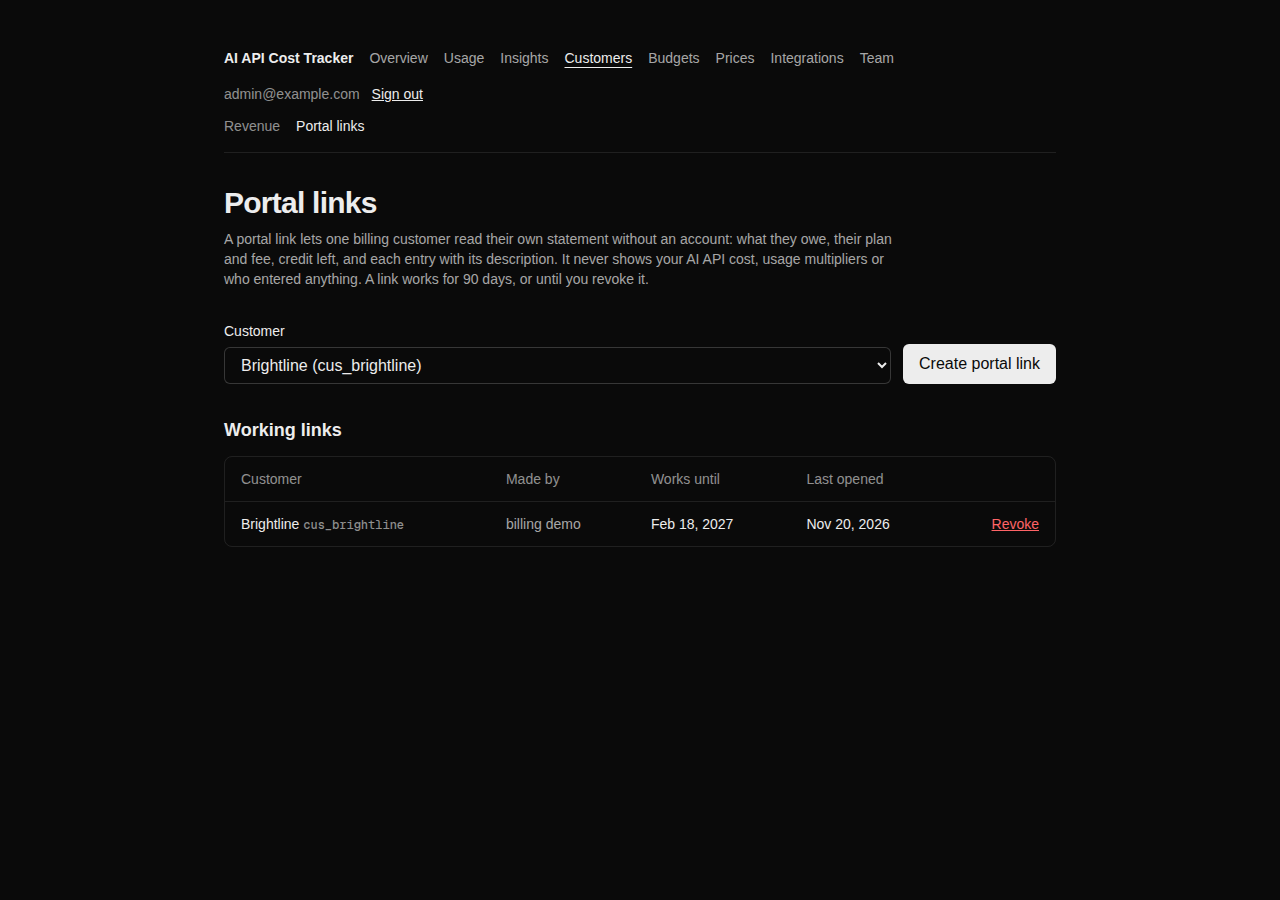 AI API Cost Tracker Overview Usage Insights Customers Budgets Prices Integrations Team
admin@example.com Sign out
Revenue Portal links
Portal links
A portal link lets one billing customer read their own statement without an account: what they owe, their plan
and fee, credit left, and each entry with its description. It never shows your AI API cost, usage multipliers or
who entered anything. A link works for 90 days, or until you revoke it.
Customer
Brightline (cus_brightline) Create portal link
Working links
Customer Made by Works until Last opened
Brightline cus_brightline billing demo Feb 18, 2027 Nov 20, 2026 Revoke